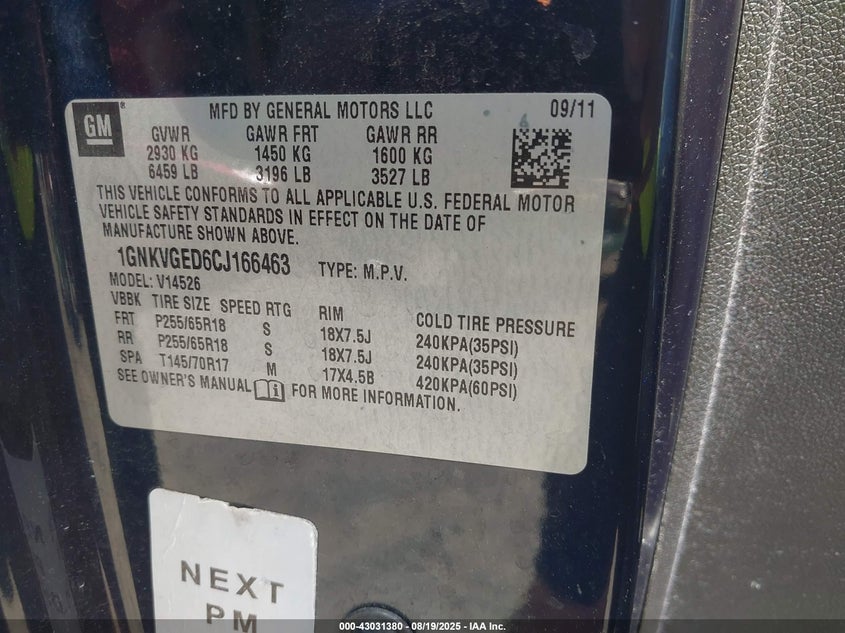 GM
®
MFD BY GENERAL MOTORS LLC 09/11
GVWR GAWR FRT GAWR RR
2930 KG 1450 KG 1600 KG
6459 LB 3196 LB 3527 LB
THIS VEHICLE CONFORMS TO ALL APPLICABLE U.S. FEDERAL MOTOR
VEHICLE SAFETY STANDARDS IN EFFECT ON THE DATE OF
MANUFACTURE SHOWN ABOVE.
1GNKVGED6CJ166463 TYPE: M.P.V.
MODEL: V14526
VBBK TIRE SIZE SPEED RTG RIM COLD TIRE PRESSURE
FRT P255/65R18 S 18X7.5J 240KPA(35PSI)
RR P255/65R18 S 18X7.5J 240KPA(35PSI)
SPA T145/70R17 M 17X4.5B 420KPA(60PSI)
SEE OWNER'S MANUAL FOR MORE INFORMATION.
NEXT
PM
000-43031380 - 08/19/2025 - IAA Inc.